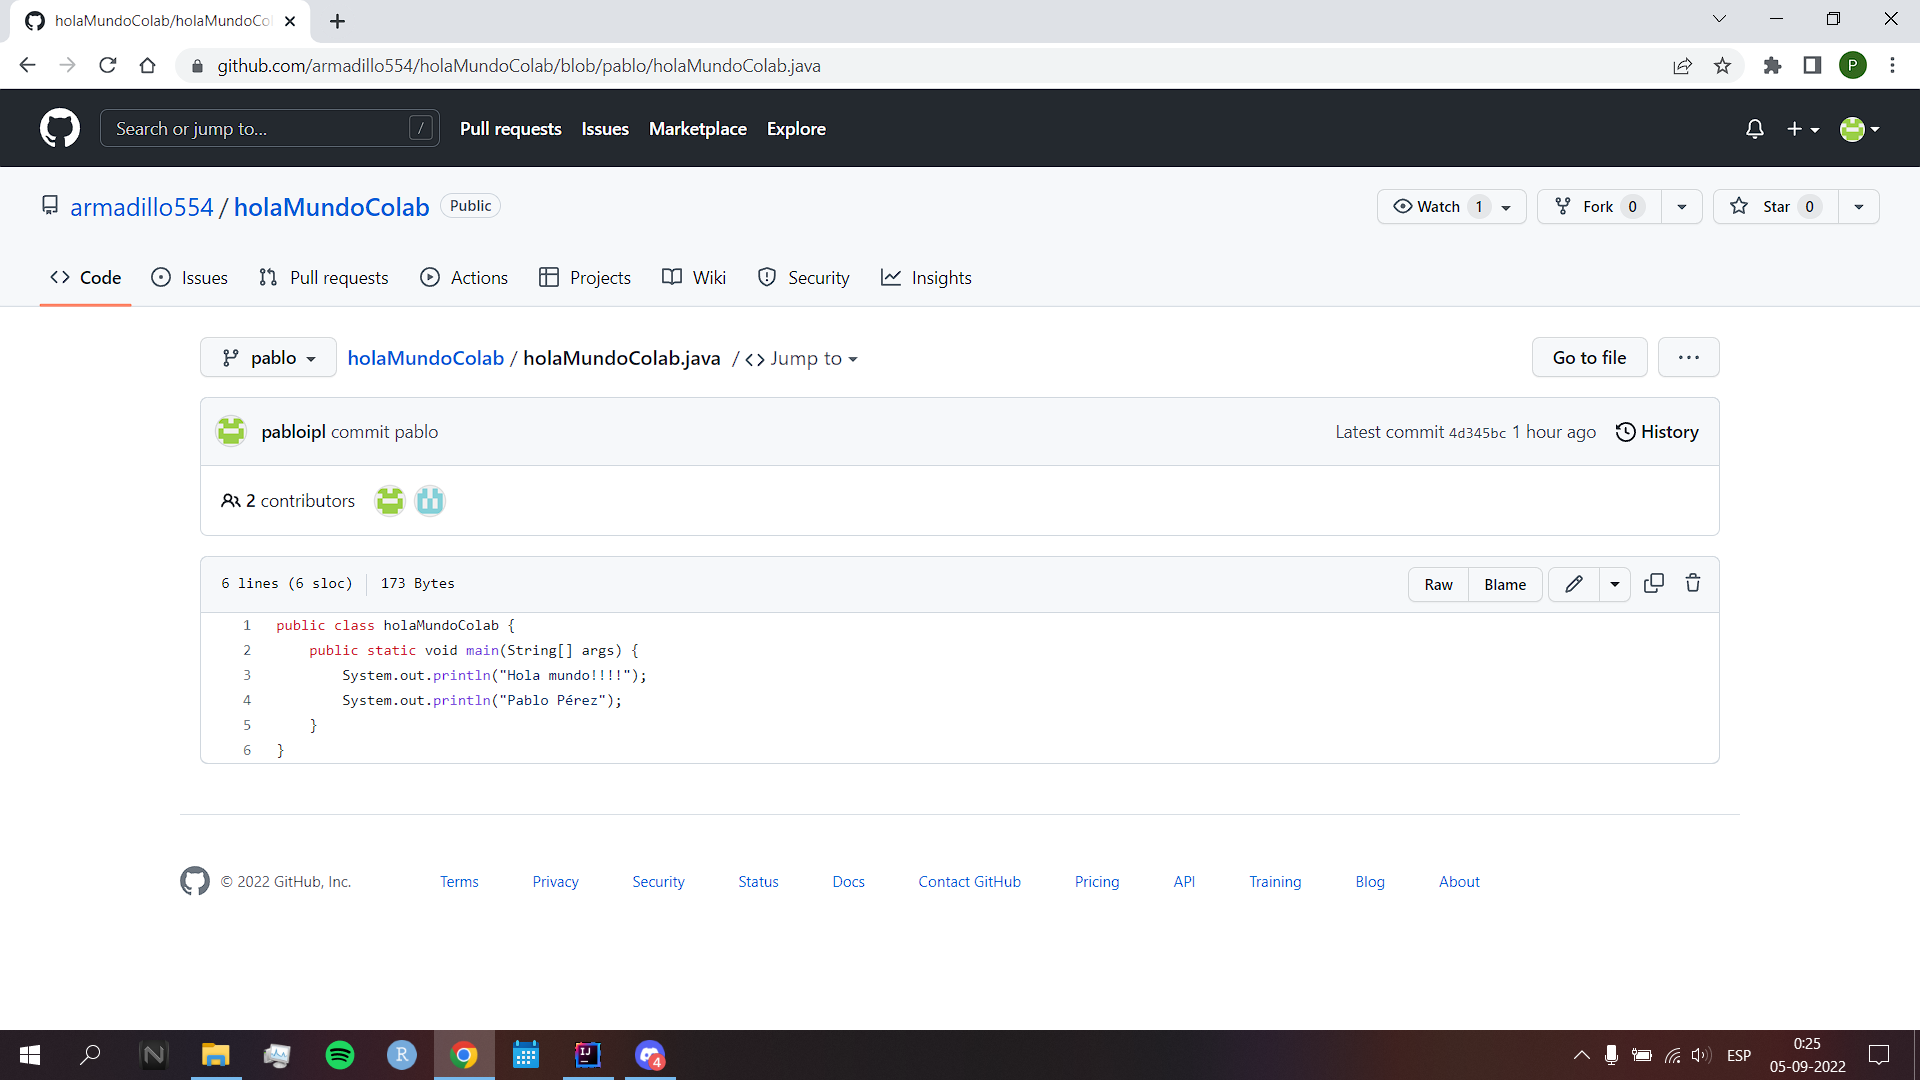 holaMundoColab/holaMundoCo
github.com/armadillo554/holaMundoColab/blob/pablo/holaMundoColab.java
P
Search or jump to... / Pull requests Issues Marketplace Explore
armadillo554 / holaMundoColab Public
Watch 1 Fork 0 Star 0
Code Issues Pull requests Actions Projects Wiki Security Insights
pablo holaMundoColab / holaMundoColab.java / <> Jump to Go to file ...
pabloipl commit pablo Latest commit 4d345bc 1 hour ago History
2 contributors
6 lines (6 sloc) 173 Bytes Raw Blame
1 public class holaMundoColab {
2 public static void main(String[] args) {
3 System.out.println("Hola mundo!!!!");
4 System.out.println("Pablo Pérez");
5 }
6 }
© 2022 GitHub, Inc. Terms Privacy Security Status Docs Contact GitHub Pricing API Training Blog About
N R IJ 4 ESP
0:25
05-09-2022